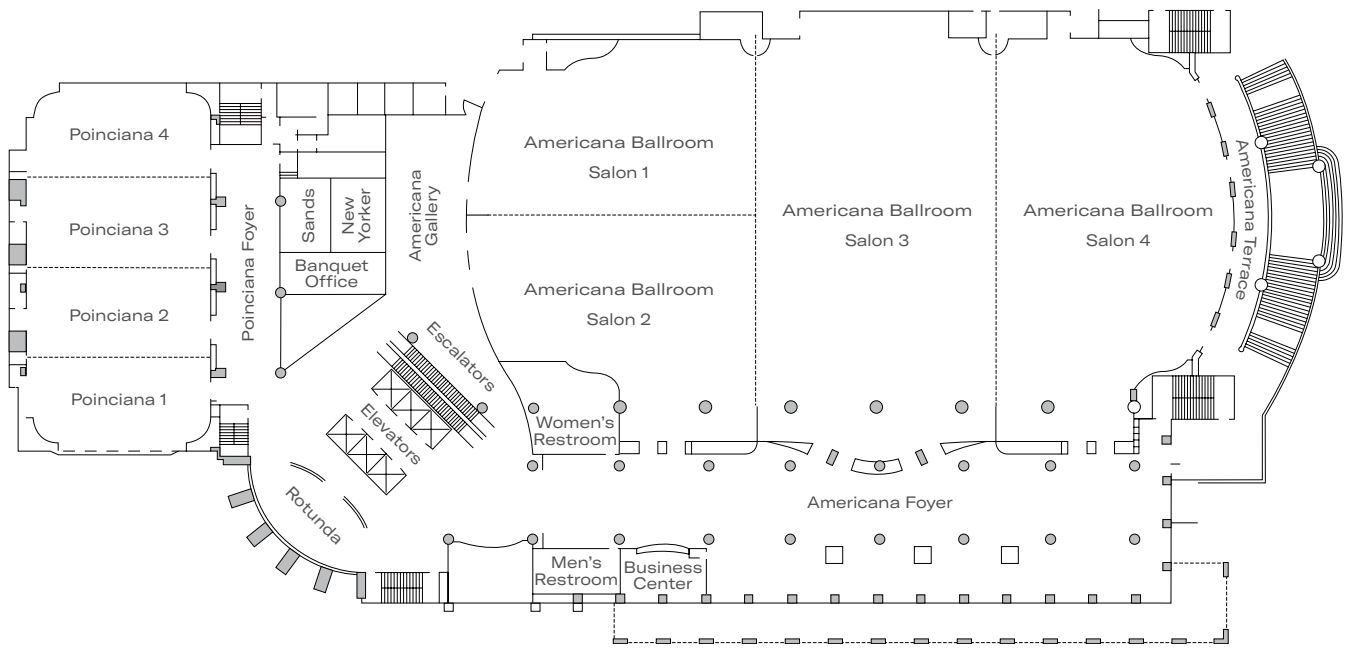 Poinciana 4
Poinciana 3
Poinciana 2
Poinciana 1
Poinciana Foyer
Sands
New
Yorker
Banquet
Office
Americana
Gallery
Escalators
Elevators
Rotunda
Americana Ballroom
Salon 1
Americana Ballroom
Salon 2
Americana Ballroom
Salon 3
Americana Ballroom
Salon 4
Americana Terrace
Women's
Restroom
Americana Foyer
Men's
Restroom
Business
Center